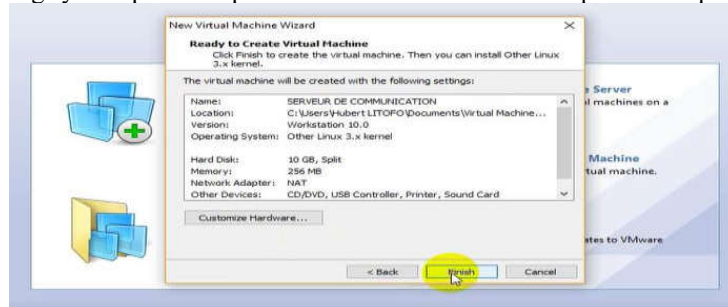 New Virtual Machine Wizard
Ready to Create Virtual Machine
Click Finish to create the virtual machine. Then you can install Other Linux
3.x kernel.
The virtual machine will be created with the following settings:
Name: SERVEUR DE COMMUNICATION
Location: C:\Users\Hubert LITOFO\Documents\Virtual Machine...
Version: Workstation 10.0
Operating System: Other Linux 3.x kernel
Hard Disk: 10 GB, Split
Memory: 256 MB
Network Adapter: NAT
Other Devices: CD/DVD, USB Controller, Printer, Sound Card
Customize Hardware...
< Back Finish Cancel
Server
machines on a
Machine
tual machine.
ates to VMware